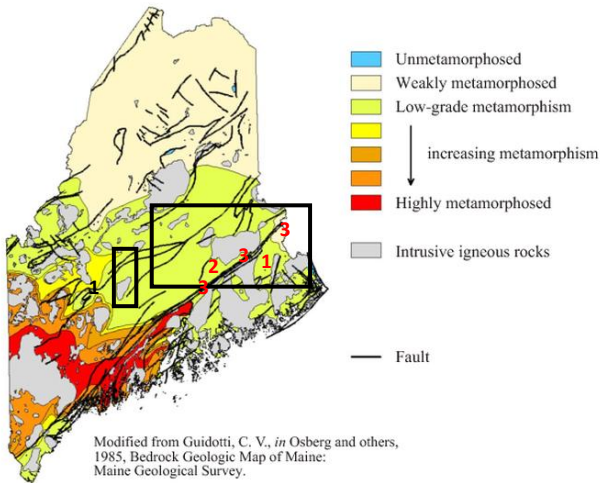 Unmetamorphosed
Weakly metamorphosed
Low-grade metamorphism
increasing metamorphism
Highly metamorphosed
3
3
1
2
Intrusive igneous rocks
1
3
Fault
Modified from Guidotti, C. V., in Osberg and others,
1985, Bedrock Geologic Map of Maine:
Maine Geological Survey.